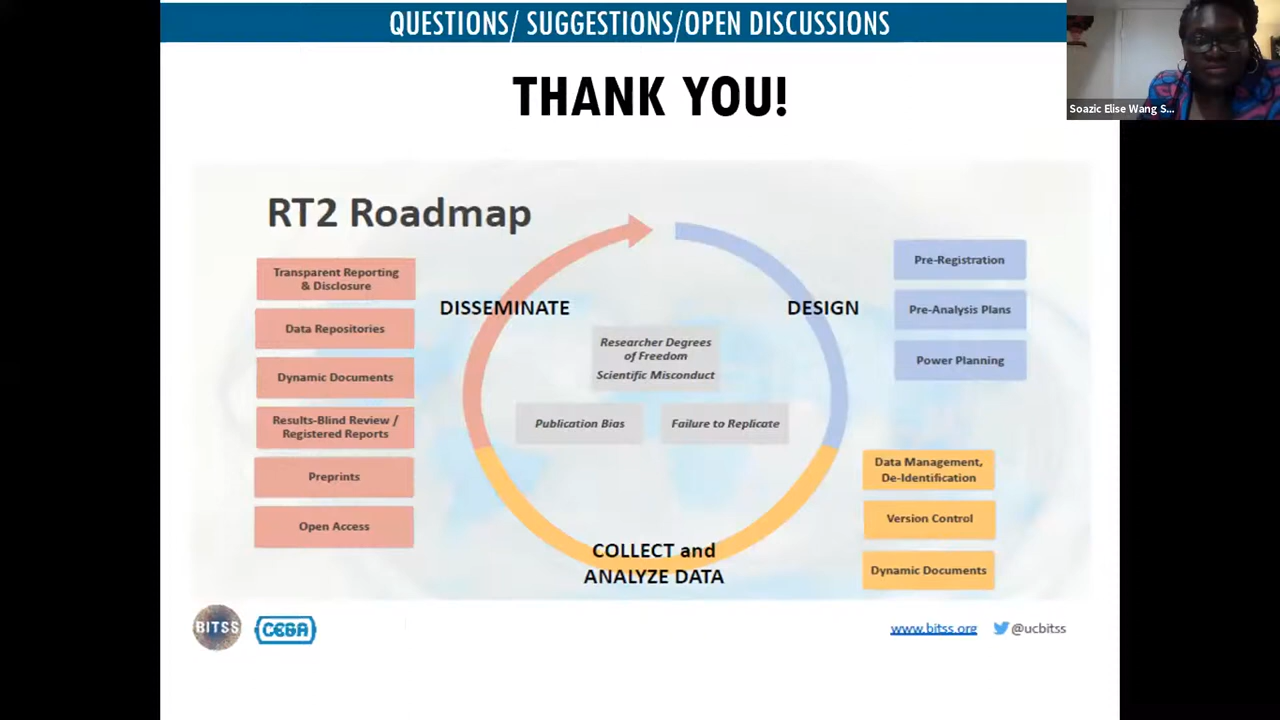 QUESTIONS/ SUGGESTIONS/OPEN DISCUSSIONS
THANK YOU!
Soazic Elise Wang S...
RT2 Roadmap
Transparent Reporting
& Disclosure
Data Repositories
Dynamic Documents
Results-Blind Review /
Registered Reports
Preprints
Open Access
DISSEMINATE
DESIGN
Researcher Degrees
of Freedom
Scientific Misconduct
Publication Bias
Failure to Replicate
COLLECT and
ANALYZE DATA
Pre-Registration
Pre-Analysis Plans
Power Planning
Data Management,
De-Identification
Version Control
Dynamic Documents
BITSS
CEGA
www.bitss.org
@ucbitss